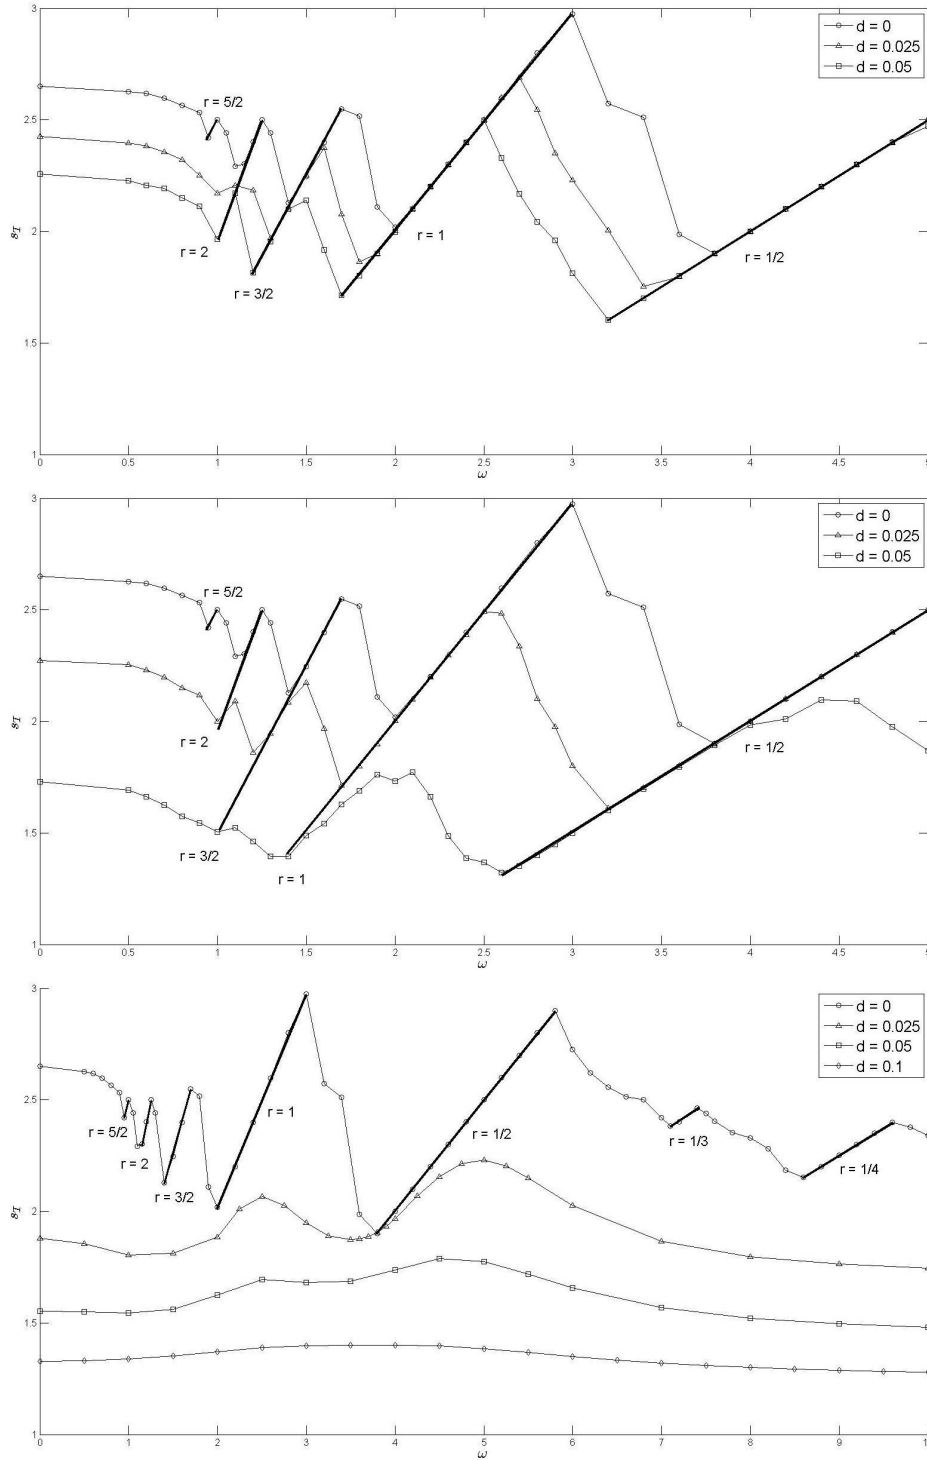 3
d = 0
d = 0.025
d = 0.05
r = 5/2
2.5
s_T
2
r = 2
r = 1
r = 1/2
r = 3/2
1.5
1
0 0.5 1 1.5 2 2.5 3 3.5 4 4.5 5
ω
3
d = 0
d = 0.025
d = 0.05
r = 5/2
2.5
s_T
2
r = 2
r = 1/2
1.5
r = 3/2
r = 1
1
0 0.5 1 1.5 2 2.5 3 3.5 4 4.5 5
ω
3
d = 0
d = 0.025
d = 0.05
d = 0.1
2.5
r = 1
r = 5/2
r = 1/2
r = 1/3
r = 2
r = 3/2
r = 1/4
s_T
2
1.5
1
0 1 2 3 4 5 6 7 8 9
ω